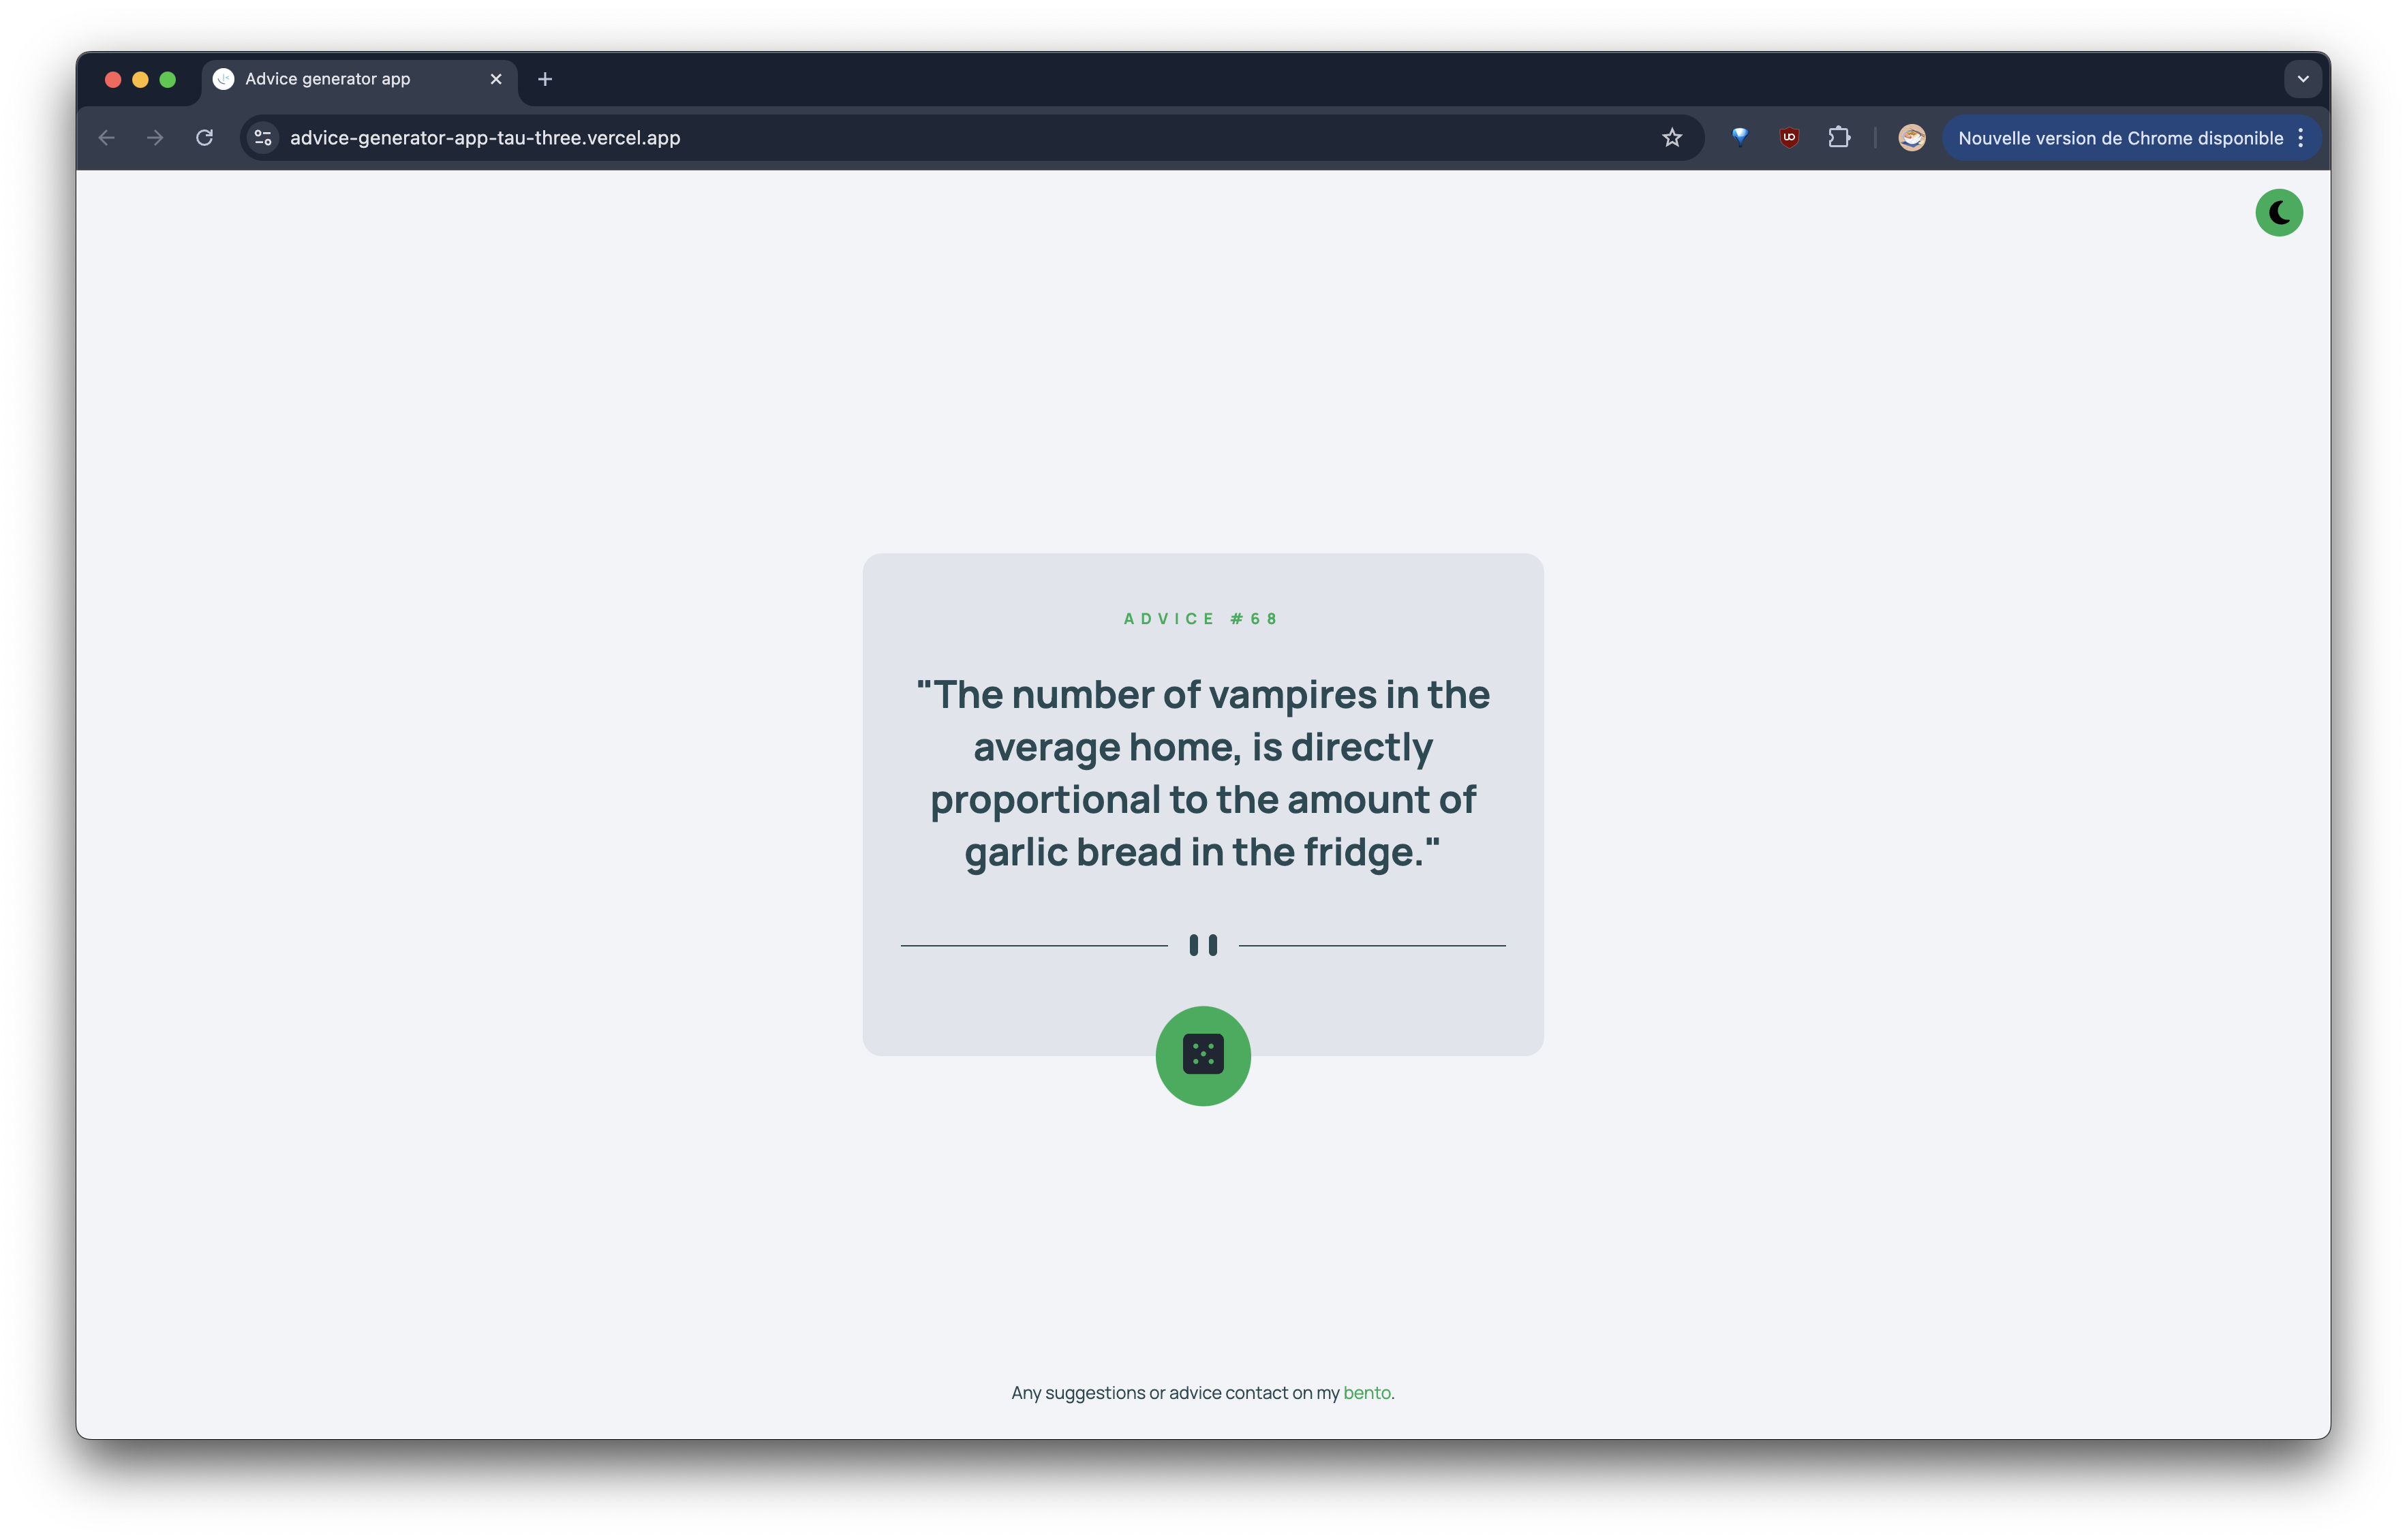 Advice generator app
advice-generator-app-tau-three.vercel.app
Nouvelle version de Chrome disponible
ADVICE #68
"The number of vampires in the
average home, is directly
proportional to the amount of
garlic bread in the fridge."
Any suggestions or advice contact on my bento.